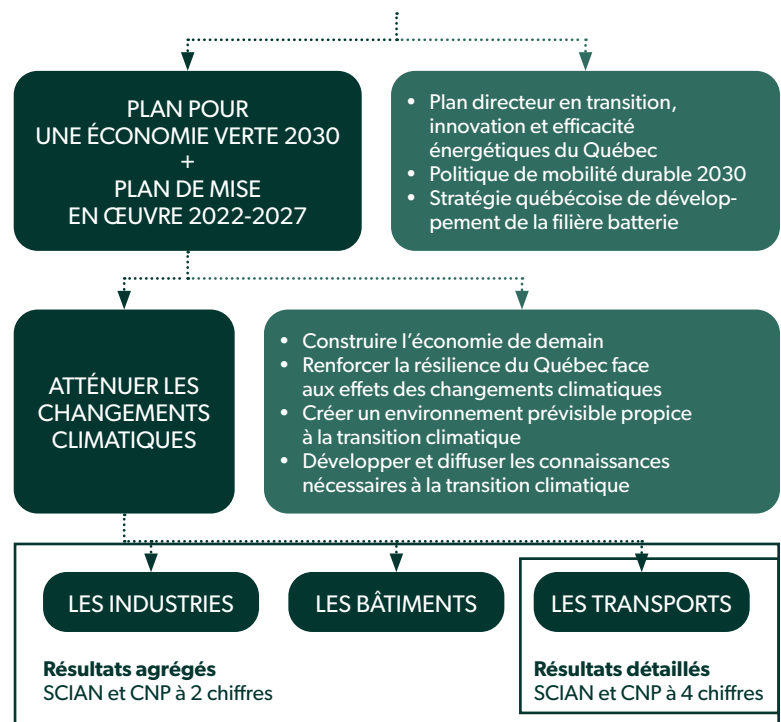 PLAN POUR
UNE ÉCONOMIE VERTE 2030
+
PLAN DE MISE
EN ŒUVRE 2022-2027
• Plan directeur en transition,
innovation et efficacité
énergétiques du Québec
• Politique de mobilité durable 2030
• Stratégie québécoise de dévelop-
pement de la filière batterie
ATTÉNUER LES
CHANGEMENTS
CLIMATIQUES
• Construire l’économie de demain
• Renforcer la résilience du Québec face
aux effets des changements climatiques
• Créer un environnement prévisible propice
à la transition climatique
• Développer et diffuser les connaissances
nécessaires à la transition climatique
LES INDUSTRIES
LES BÂTIMENTS
LES TRANSPORTS
Résultats agrégés
SCIAN et CNP à 2 chiffres
Résultats détaillés
SCIAN et CNP à 4 chiffres